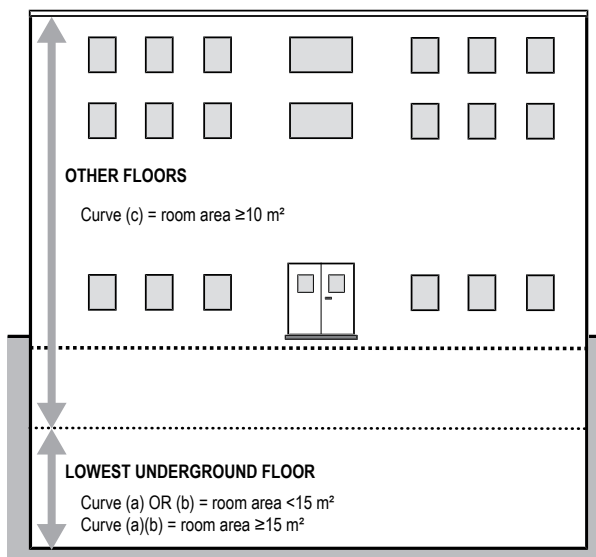 OTHER FLOORS
Curve (c) = room area ≥10 m²
LOWEST UNDERGROUND FLOOR
Curve (a) OR (b) = room area <15 m²
Curve (a)(b) = room area ≥15 m²